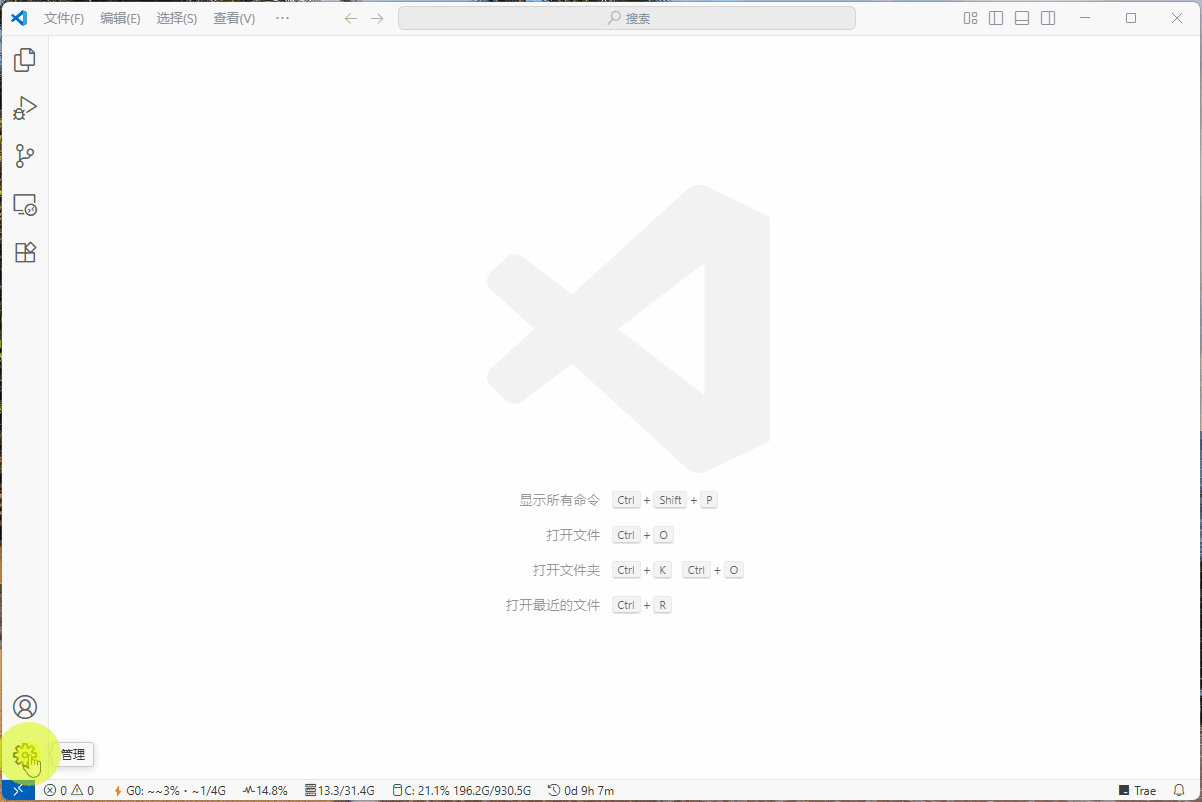 文件(F) 编辑(E) 选择(S) 查看(V) ··· 搜索
显示所有命令 Ctrl + Shift + P
打开文件 Ctrl + O
打开文件夹 Ctrl + K Ctrl + O
打开最近的文件 Ctrl + R
管理
0 0 G0: ~~3% · ~1/4G 14.8% 13.3/31.4G C: 21.1% 196.2G/930.5G 0d 9h 7m Trae